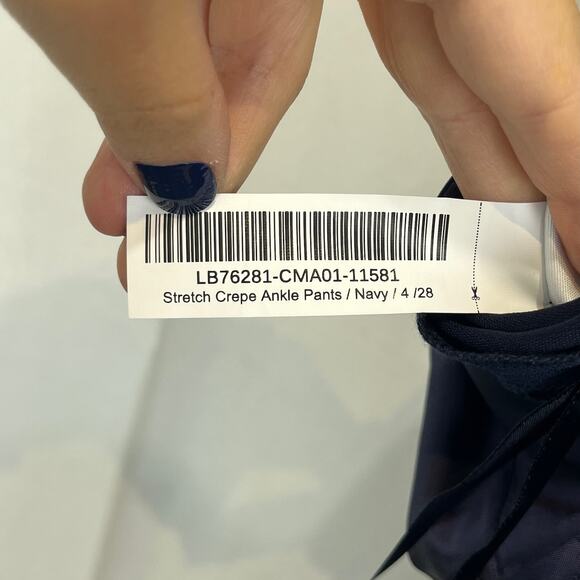 LB76281-CMA01-11581
Stretch Crepe Ankle Pants / Navy / 4 /28